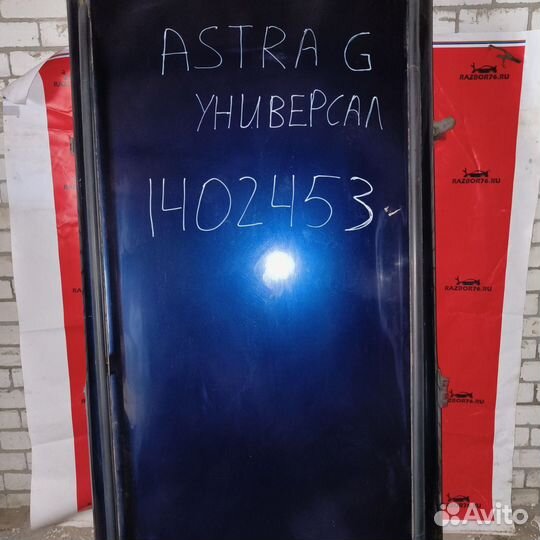 ASTRA G
УНИВЕРСАЛ
1402453
RAZBOR76.RU
RAZBOR76.RU
RAZBOR76.RU
RAZBOR76.RU
Avito